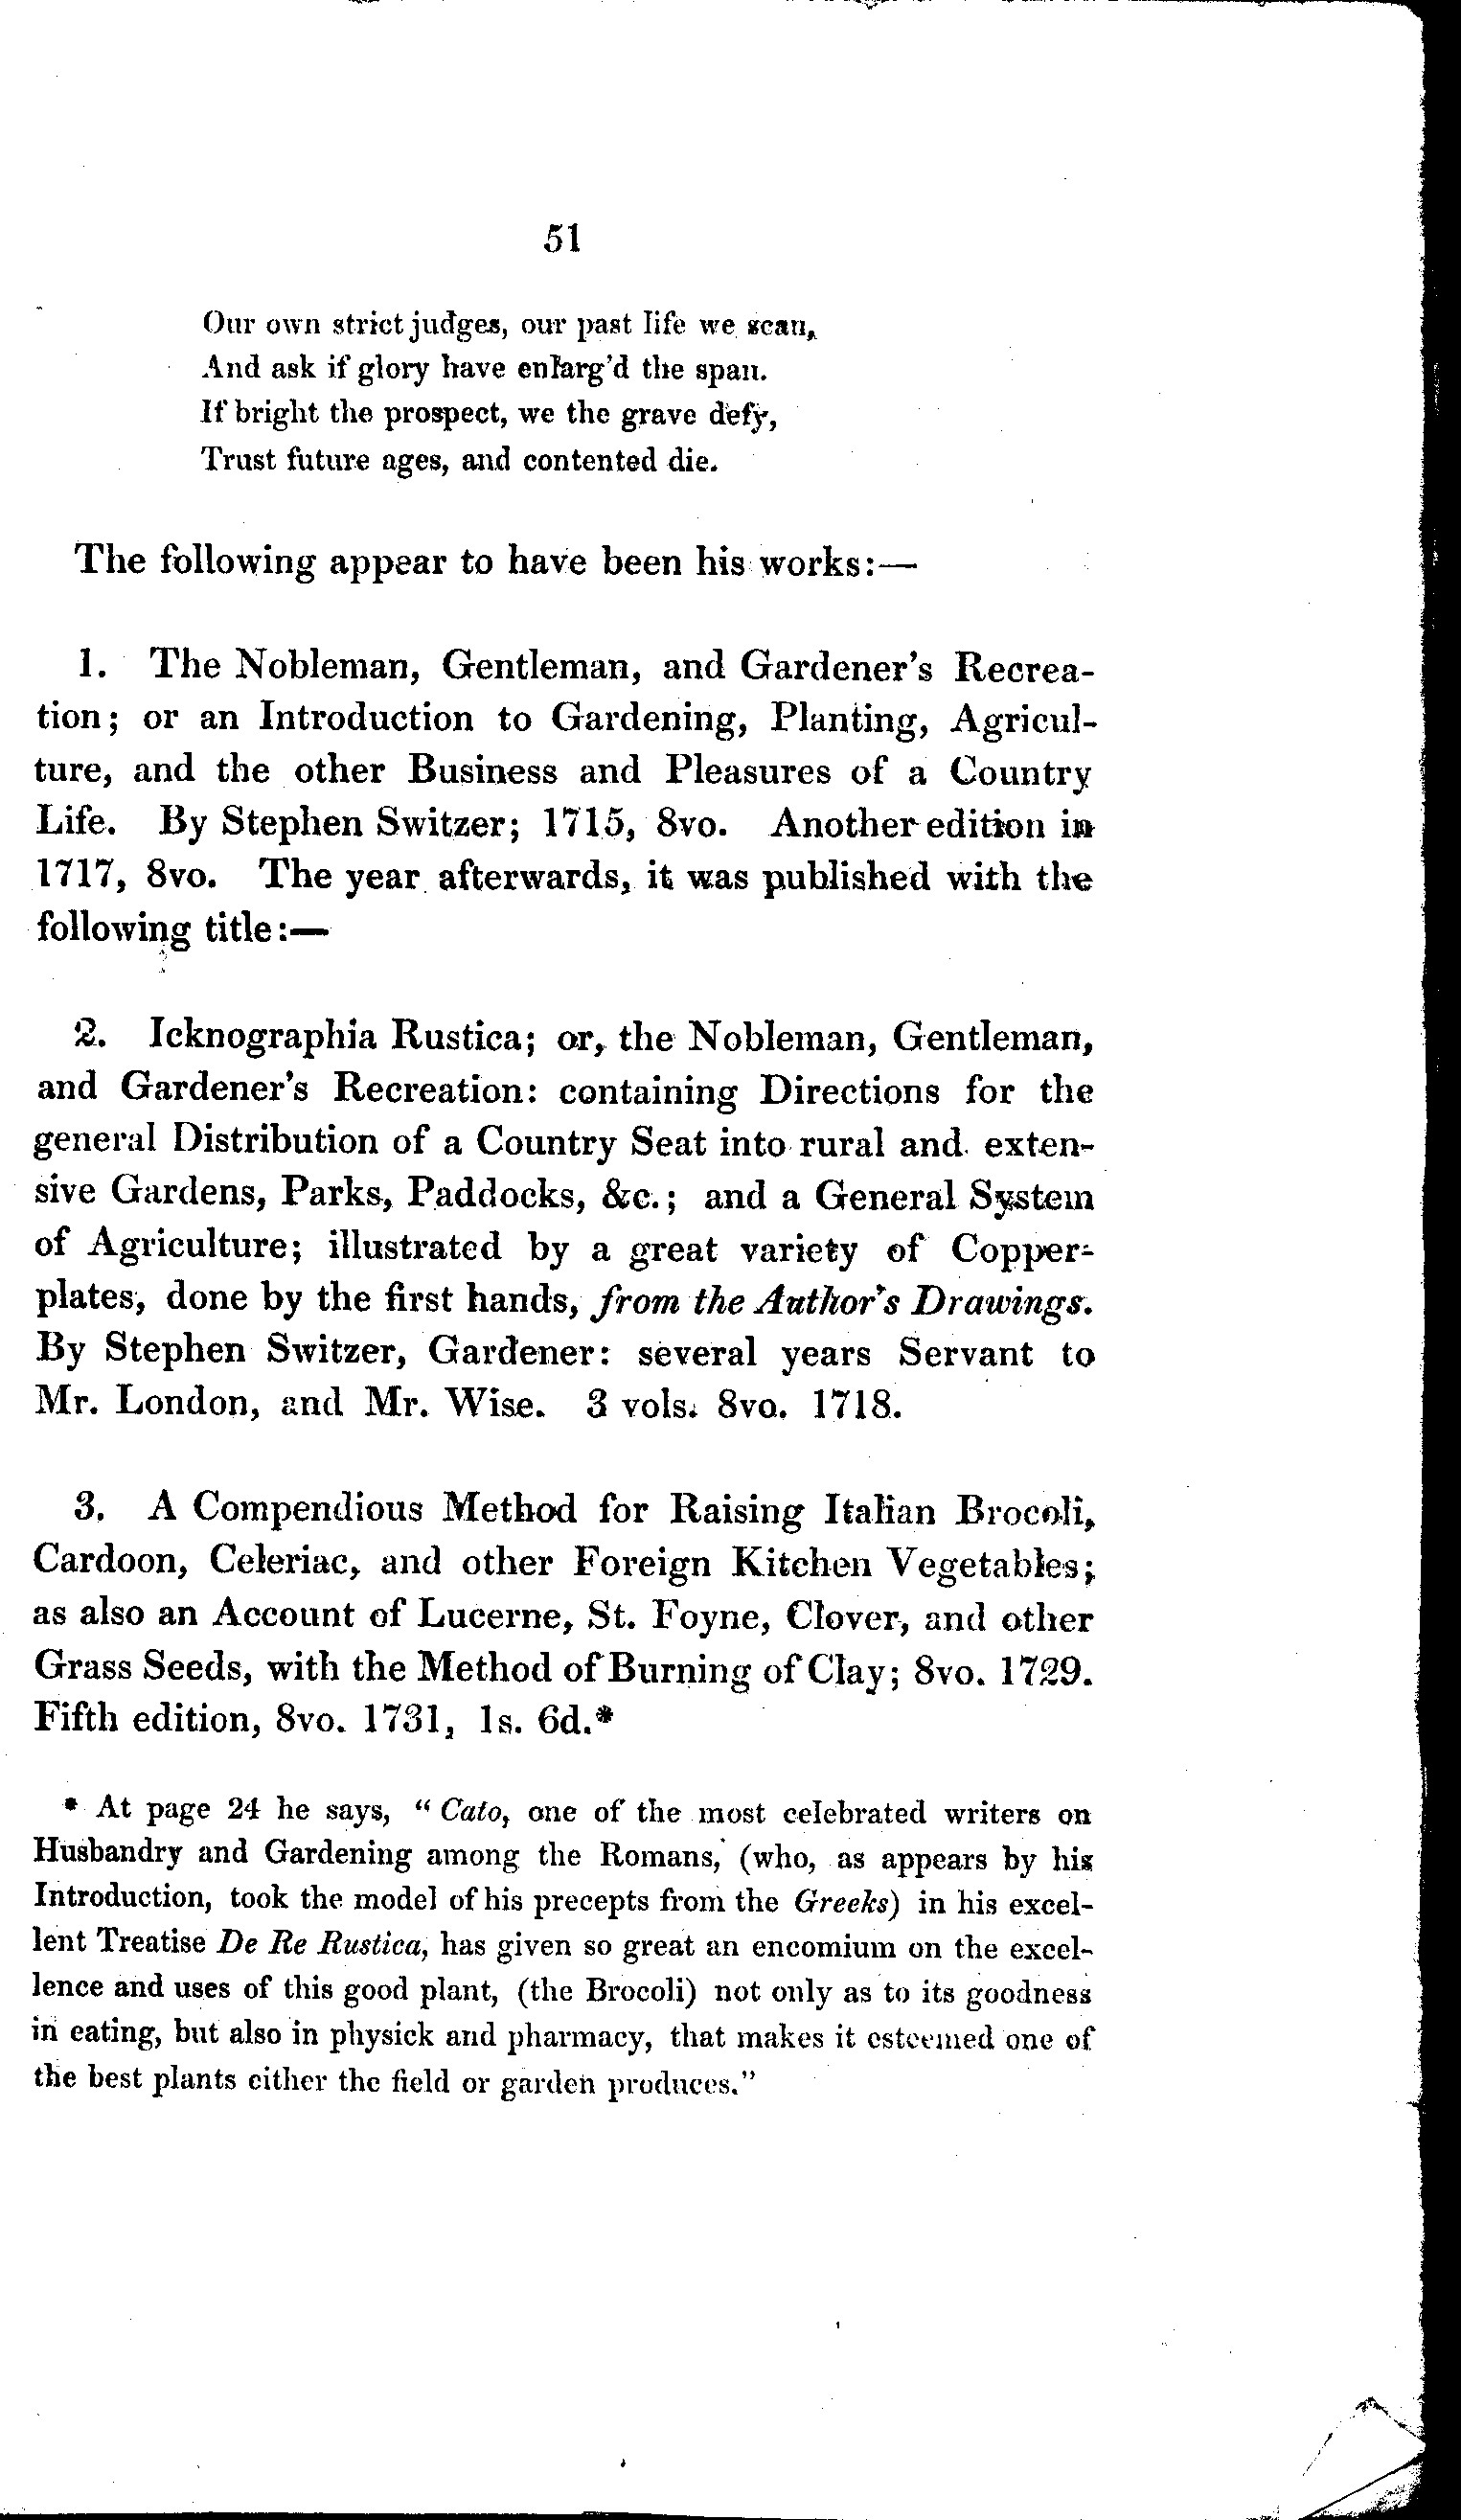 51
Our own strict judges, our past life we scan,
And ask if glory have enlarg'd the span.
If bright the prospect, we the grave defy,
Trust future ages, and contented die.
The following appear to have been his works:—
1. The Nobleman, Gentleman, and Gardener's Recrea-
tion; or an Introduction to Gardening, Planting, Agricul-
ture, and the other Business and Pleasures of a Country
Life. By Stephen Switzer; 1715, 8vo. Another edition in
1717, 8vo. The year afterwards, it was published with the
following title:—
2. Icknographia Rustica; or, the Nobleman, Gentleman,
and Gardener's Recreation: containing Directions for the
general Distribution of a Country Seat into rural and exten-
sive Gardens, Parks, Paddocks, &c.; and a General System
of Agriculture; illustrated by a great variety of Copper-
plates, done by the first hands, from the Author's Drawings.
By Stephen Switzer, Gardener: several years Servant to
Mr. London, and Mr. Wise. 3 vols. 8vo. 1718.
3. A Compendious Method for Raising Italian Brocoli,
Cardoon, Celeriac, and other Foreign Kitchen Vegetables;
as also an Account of Lucerne, St. Foyne, Clover, and other
Grass Seeds, with the Method of Burning of Clay; 8vo. 1729.
Fifth edition, 8vo. 1731, 1s. 6d.*
* At page 24 he says, "Cato, one of the most celebrated writers on
Husbandry and Gardening among the Romans, (who, as appears by his
Introduction, took the model of his precepts from the Greeks) in his excel-
lent Treatise De Re Rustica, has given so great an encomium on the excel-
lence and uses of this good plant, (the Brocoli) not only as to its goodness
in eating, but also in physick and pharmacy, that makes it esteemed one of
the best plants either the field or garden produces."